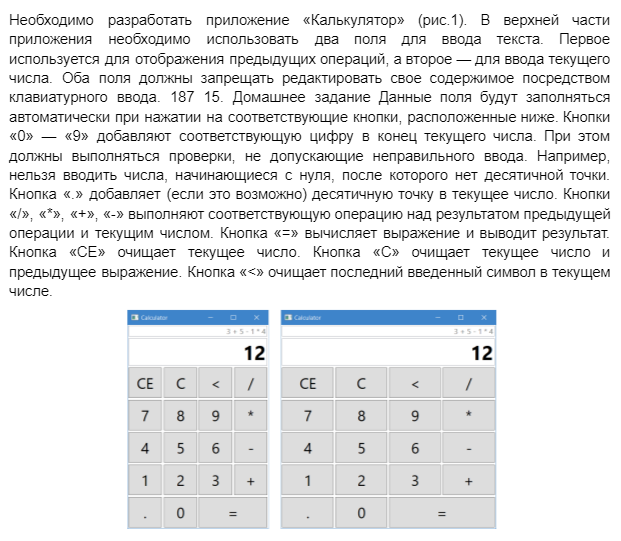 Необходимо разработать приложение «Калькулятор» (рис.1). В верхней части
приложения необходимо использовать два поля для ввода текста. Первое
используется для отображения предыдущих операций, а второе — для ввода текущего
числа. Оба поля должны запрещать редактировать свое содержимое посредством
клавиатурного ввода. 187 15. Домашнее задание Данные поля будут заполняться
автоматически при нажатии на соответствующие кнопки, расположенные ниже. Кнопки
«0» — «9» добавляют соответствующую цифру в конец текущего числа. При этом
должны выполняться проверки, не допускающие неправильного ввода. Например,
нельзя вводить числа, начинающиеся с нуля, после которого нет десятичной точки.
Кнопка «.» добавляет (если это возможно) десятичную точку в текущее число. Кнопки
«/», «*», «+», «-» выполняют соответствующую операцию над результатом предыдущей
операции и текущим числом. Кнопка «=» вычисляет выражение и выводит результат.
Кнопка «CE» очищает текущее число. Кнопка «C» очищает текущее число и
предыдущее выражение. Кнопка «<» очищает последний введенный символ в текущем
числе.
Calculator
3 + 5 - 1 * 4
12
CE C < /
7 8 9 *
4 5 6 -
1 2 3 +
. 0 =
Calculator
3 + 5 - 1 * 4
12
CE C < /
7 8 9 *
4 5 6 -
1 2 3 +
. 0 =